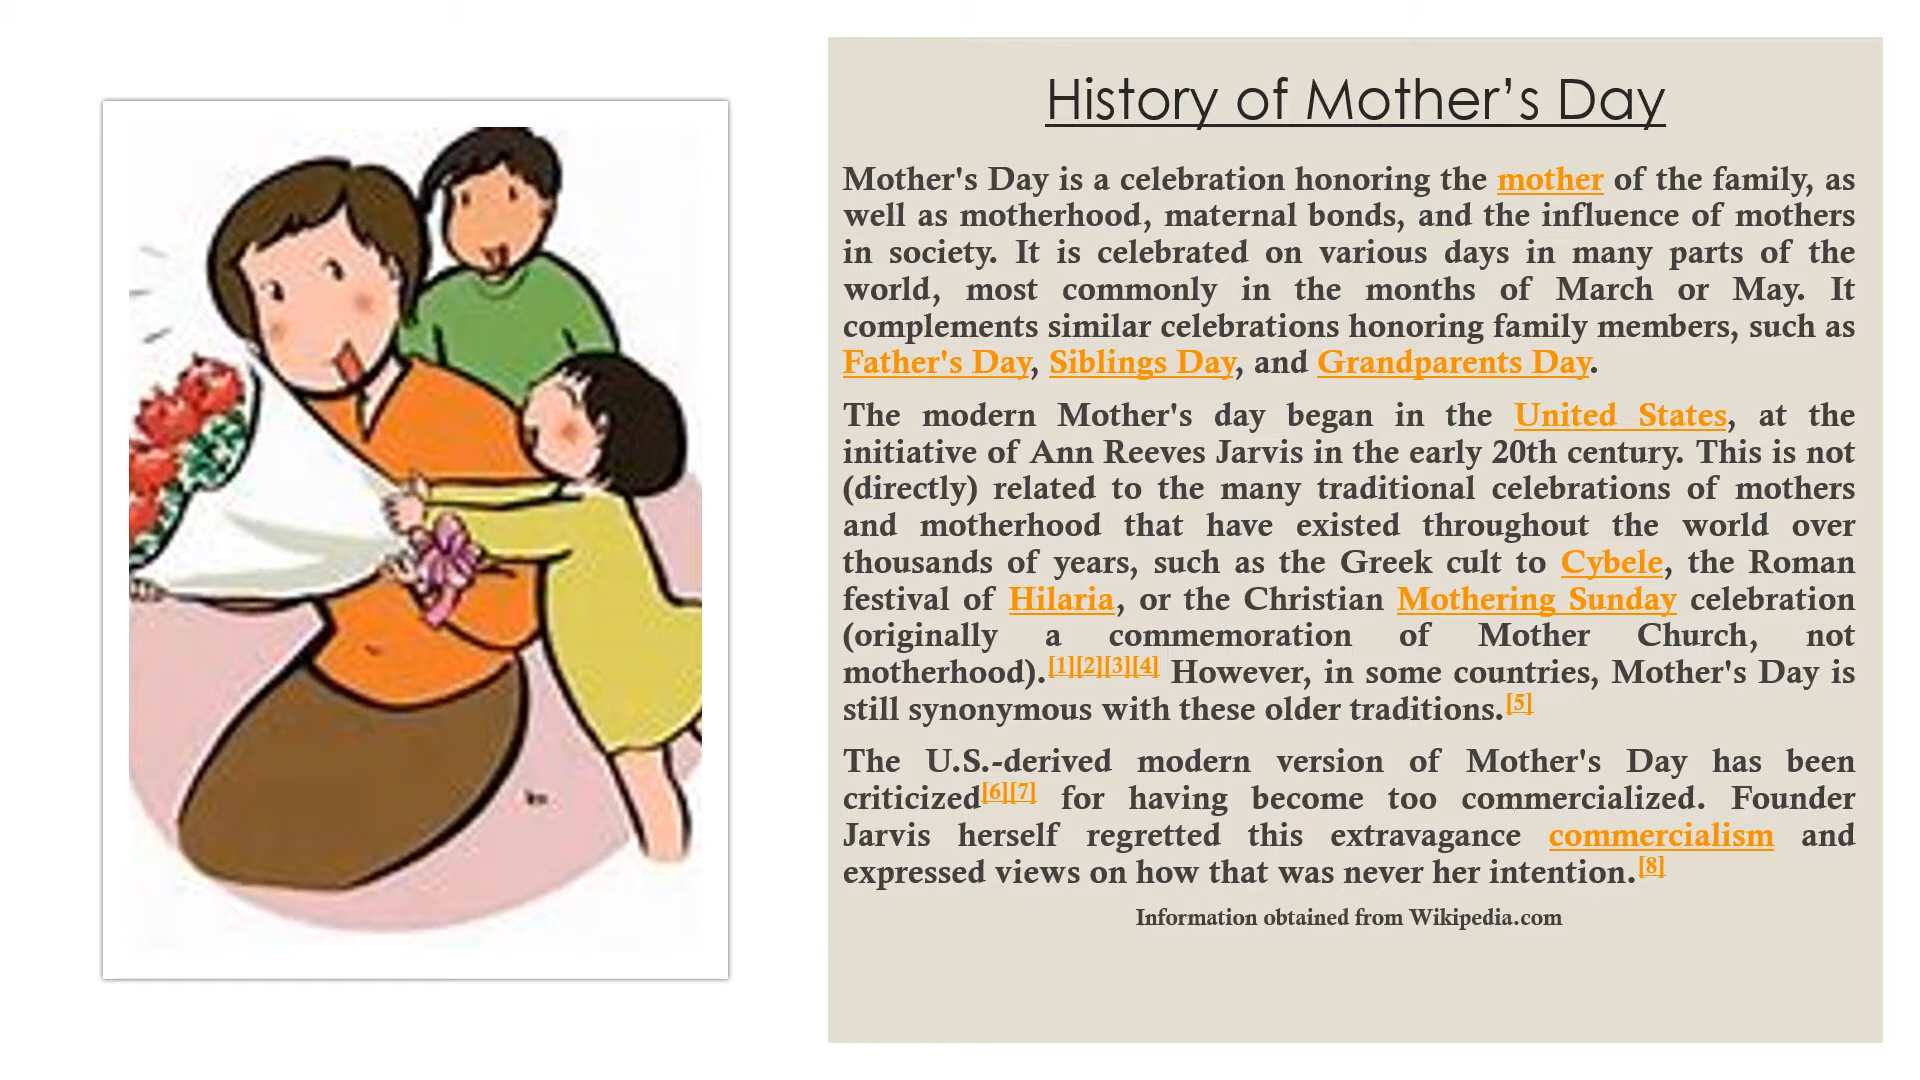 History of Mother’s Day
Mother's Day is a celebration honoring the mother of the family, as
well as motherhood, maternal bonds, and the influence of mothers
in society. It is celebrated on various days in many parts of the
world, most commonly in the months of March or May. It
complements similar celebrations honoring family members, such as
Father's Day, Siblings Day, and Grandparents Day.
The modern Mother's day began in the United States, at the
initiative of Ann Reeves Jarvis in the early 20th century. This is not
(directly) related to the many traditional celebrations of mothers
and motherhood that have existed throughout the world over
thousands of years, such as the Greek cult to Cybele, the Roman
festival of Hilaria, or the Christian Mothering Sunday celebration
(originally a commemoration of Mother Church, not
motherhood).[1][2][3][4] However, in some countries, Mother's Day is
still synonymous with these older traditions.[5]
The U.S.-derived modern version of Mother's Day has been
criticized[6][7] for having become too commercialized. Founder
Jarvis herself regretted this extravagance commercialism and
expressed views on how that was never her intention.[8]
Information obtained from Wikipedia.com